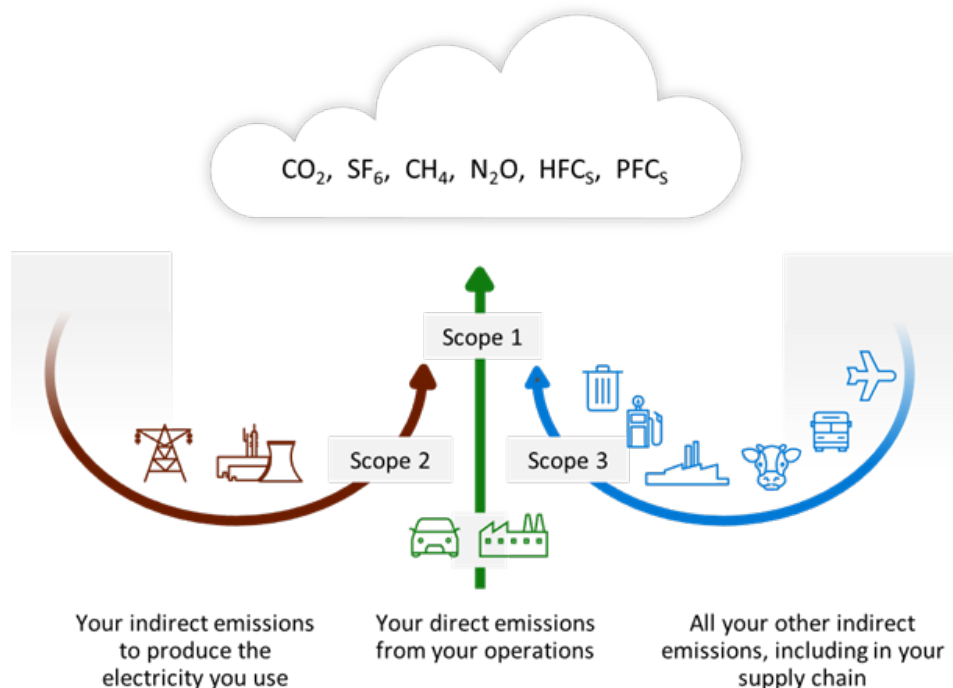 CO₂, SF₆, CH₄, N₂O, HFCₛ, PFCₛ
Scope 1
Scope 2
Scope 3
Your indirect emissions
to produce the
electricity you use
Your direct emissions
from your operations
All your other indirect
emissions, including in your
supply chain